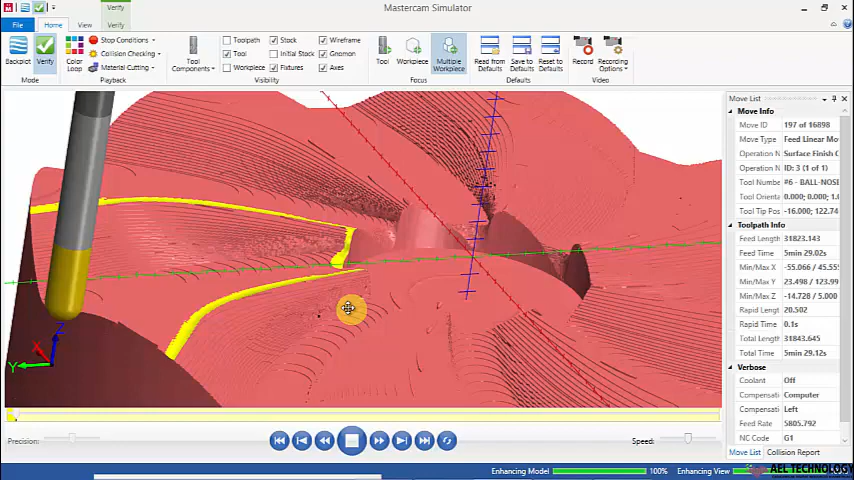 Verify
Mastercam Simulator
File Home View Verify
Backplot Verify
Mode
Color Loop
Stop Conditions
Collision Checking
Material Cutting
Playback
Tool Components
Toolpath Stock Wireframe
Tool Initial Stock Gnomon
Workpiece Fixtures Axes
Visibility
Tool Workpiece Multiple Workpiece
Focus
Read from Defaults Save to Defaults Reset to Defaults
Defaults
Record Recording Options
Video
Move List
Move Info
Move ID 197 of 16898
Move Type Feed Linear Mo
Operation N Surface Finish C
Operation N ID: 3 (1 of 1)
Tool Number #6 - BALL-NOSE
Tool Orienta 0.000; 0.000; 1.0
Tool Tip Pos -16.000; 122.74
Toolpath Info
Feed Length 31823.143
Feed Time 5min 29.02s
Min/Max X -55.066 / 45.555
Min/Max Y 23.498 / 123.99
Min/Max Z -14.728 / 5.000
Rapid Length 20.502
Rapid Time 0.1s
Total Length 31843.645
Total Time 5min 29.12s
Verbose
Coolant Off
Compensati Computer
Compensati Left
Feed Rate 5805.792
NC Code G1
Move List Collision Report
X
Y
Z
Precision:
Speed:
Enhancing Model 100% Enhancing View
AEL TECHNOLOGY